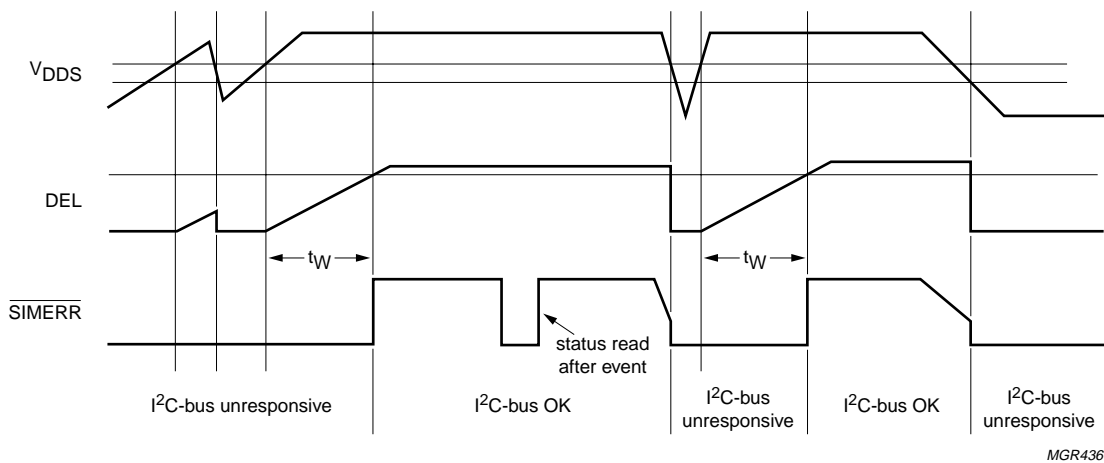 VDDS
DEL
tW
tW
SIMERR
status read
after event
I2C-bus unresponsive
I2C-bus OK
I2C-bus
unresponsive
I2C-bus OK
I2C-bus
unresponsive
MGR436